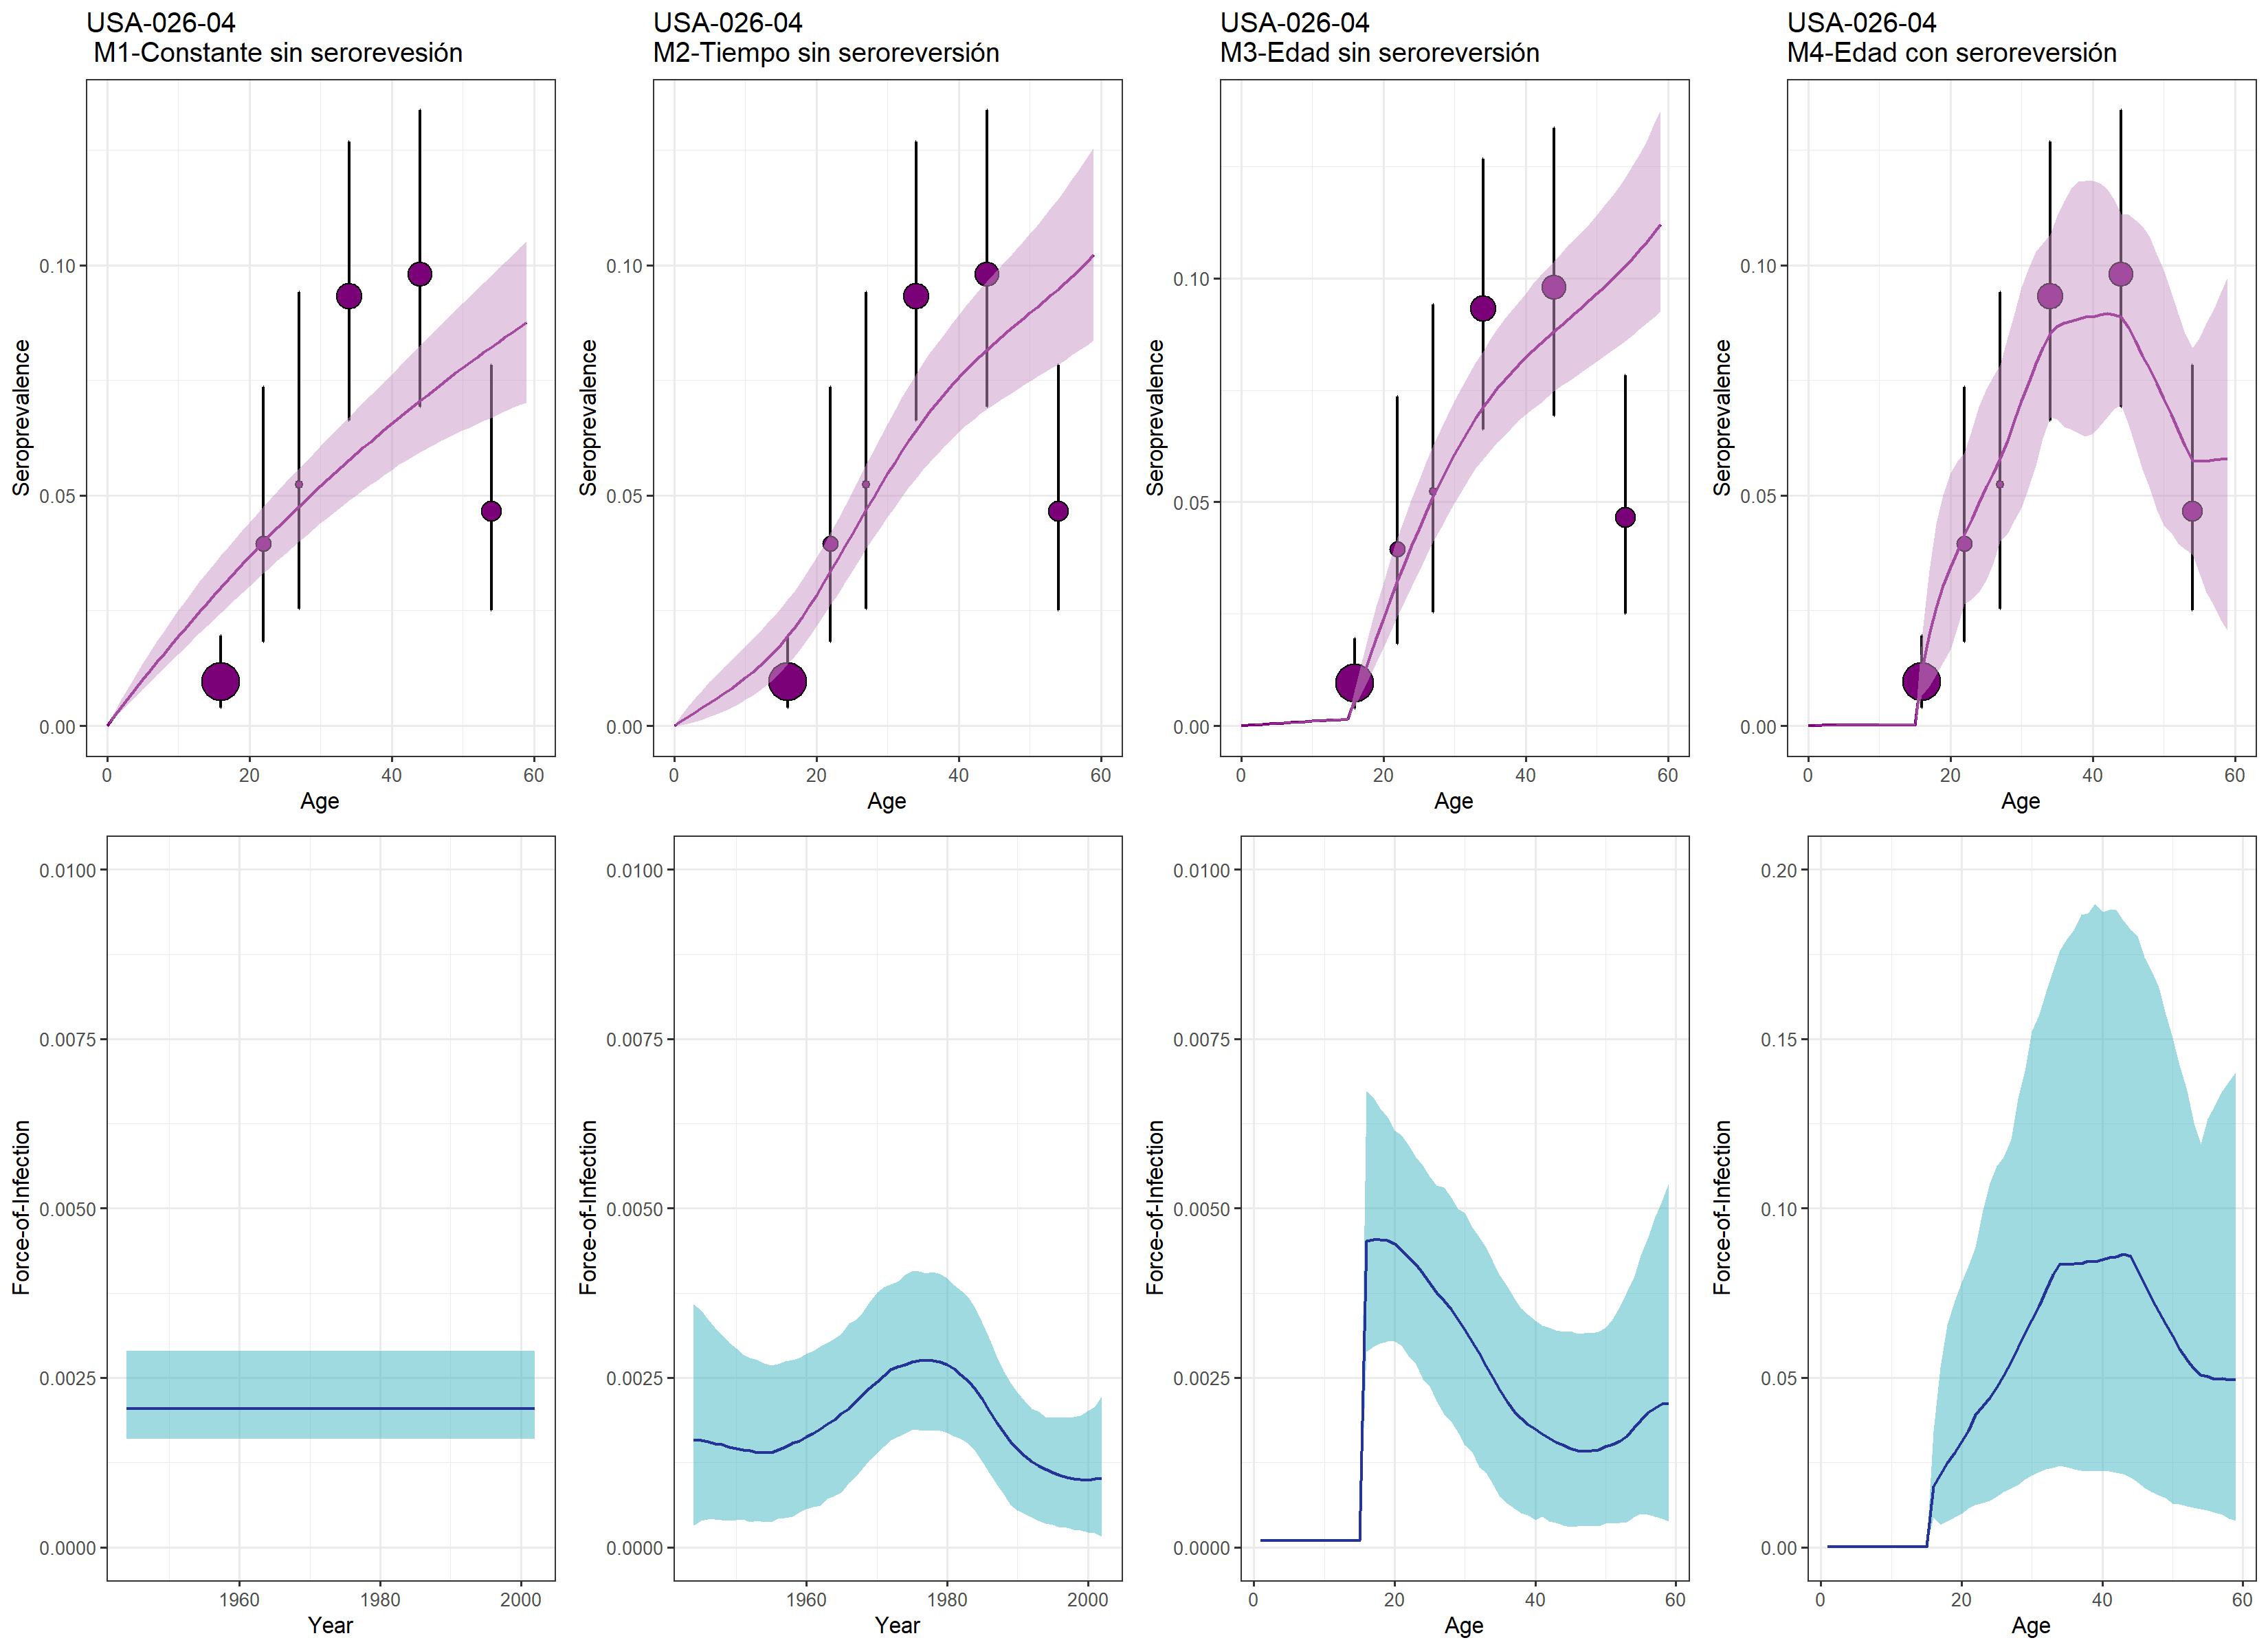 USA-026-04
M1-Constante sin serorevesión
USA-026-04
M2-Tiempo sin seroreversión
USA-026-04
M3-Edad sin seroreversión
USA-026-04
M4-Edad con seroreversión
Seroprevalence
0.10
0.05
0.00
0 20 40 60
Age
Seroprevalence
0.10
0.05
0.00
0 20 40 60
Age
Seroprevalence
0.10
0.05
0.00
0 20 40 60
Age
Seroprevalence
0.10
0.05
0.00
0 20 40 60
Age
Force-of-Infection
0.0100
0.0075
0.0050
0.0025
0.0000
1960 1980 2000
Year
Force-of-Infection
0.0100
0.0075
0.0050
0.0025
0.0000
1960 1980 2000
Year
Force-of-Infection
0.0100
0.0075
0.0050
0.0025
0.0000
0 20 40 60
Age
Force-of-Infection
0.20
0.15
0.10
0.05
0.00
0 20 40 60
Age